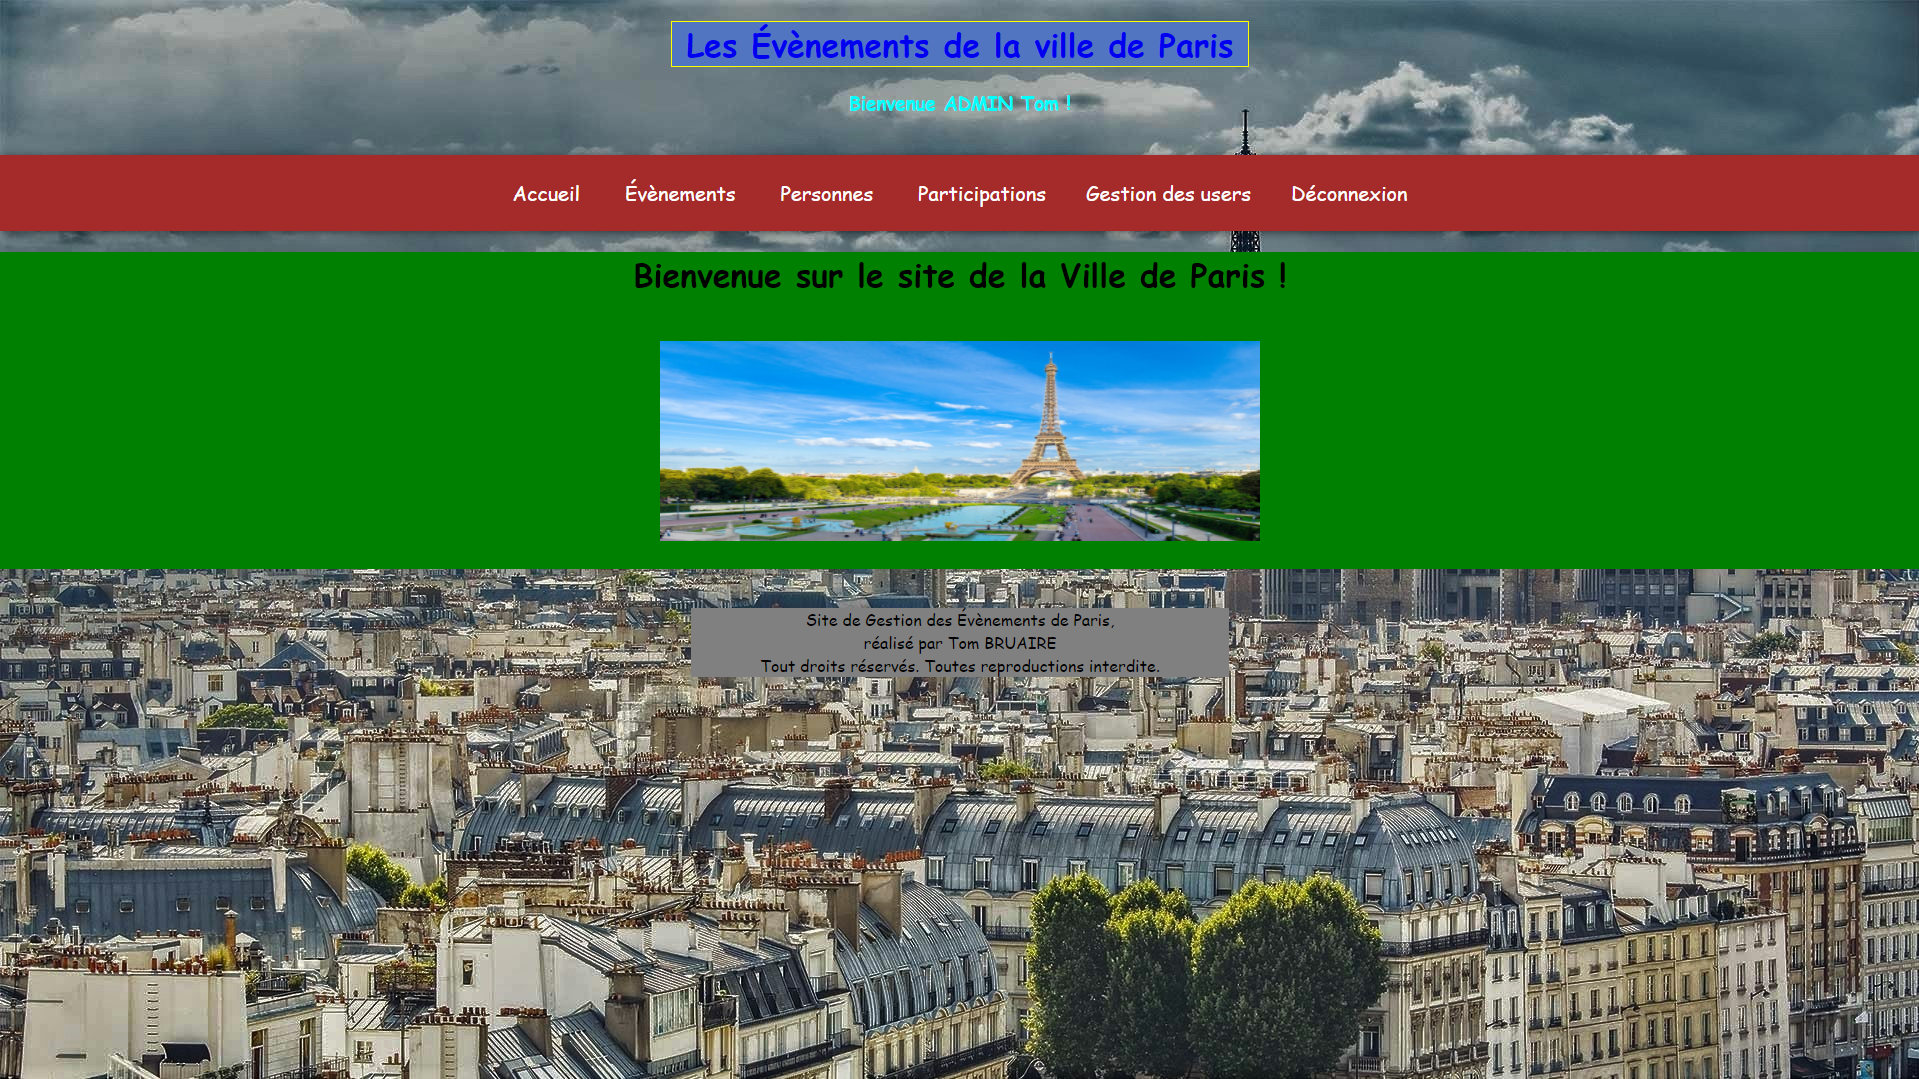 Les Évènements de la ville de Paris
Bienvenue ADMIN Tom !
Accueil Évènements Personnes Participations Gestion des users Déconnexion
Bienvenue sur le site de la Ville de Paris !
Site de Gestion des Évènements de Paris,
réalisé par Tom BRUAIRE
Tout droits réservés. Toutes reproductions interdite.